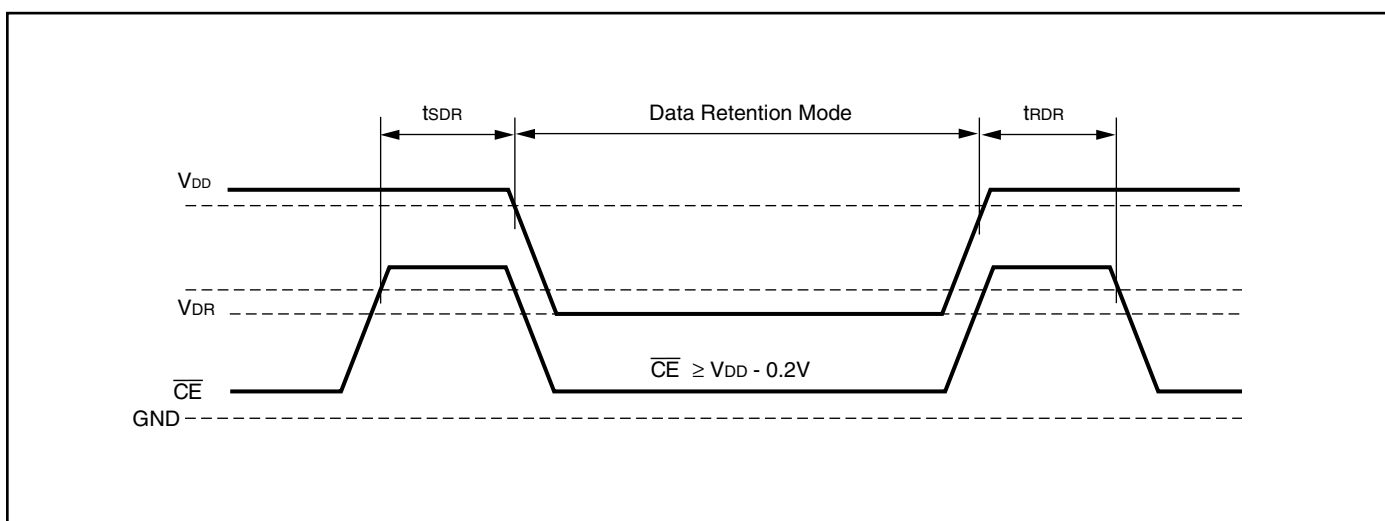 tSDR Data Retention Mode tRDR
VDD
VDR
CE ≥ VDD - 0.2V
CE
GND